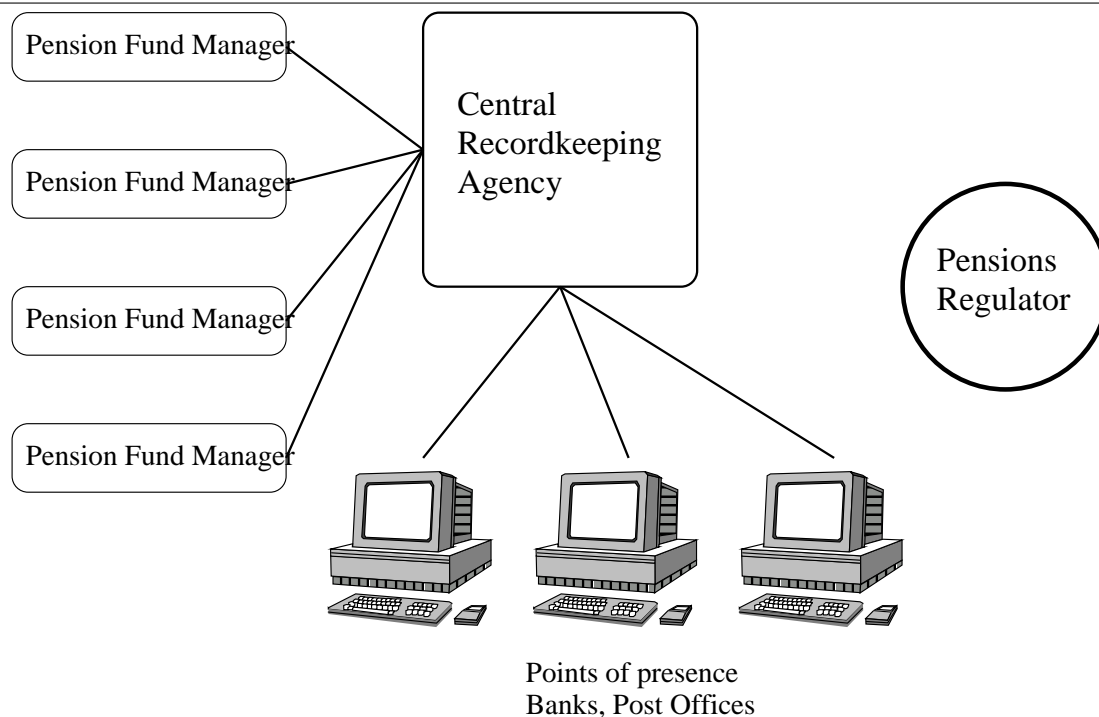 Pension Fund Manager
Pension Fund Manager
Pension Fund Manager
Pension Fund Manager
Central
Recordkeeping
Agency
Pensions
Regulator
Points of presence
Banks, Post Offices